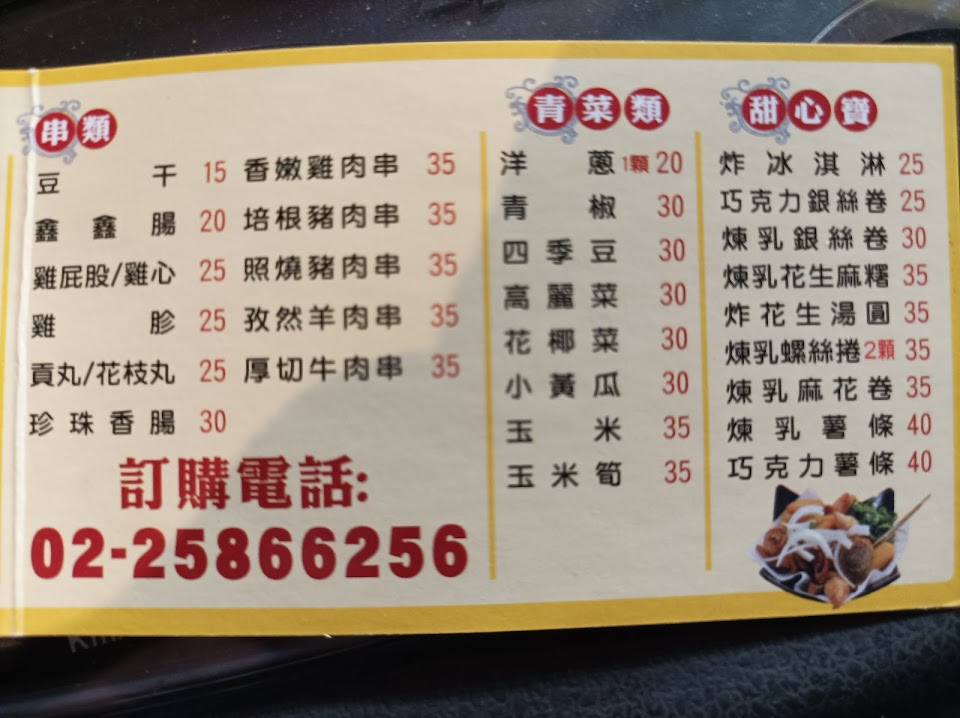 串類
豆干 15
鑫鑫腸 20
雞屁股/雞心 25
雞胗 25
貢丸/花枝丸 25
珍珠香腸 30
香嫩雞肉串 35
培根豬肉串 35
照燒豬肉串 35
孜然羊肉串 35
厚切牛肉串 35
訂購電話:
02-25866256
青菜類
洋蔥 1顆 20
青椒 30
四季豆 30
高麗菜 30
花椰菜 30
小黃瓜 30
玉米 35
玉米筍 35
甜心寶
炸冰淇淋 25
巧克力銀絲卷 25
煉乳銀絲卷 30
煉乳花生麻糬 35
炸花生湯圓 35
煉乳螺絲捲 2顆 35
煉乳麻花卷 35
煉乳薯條 40
巧克力薯條 40